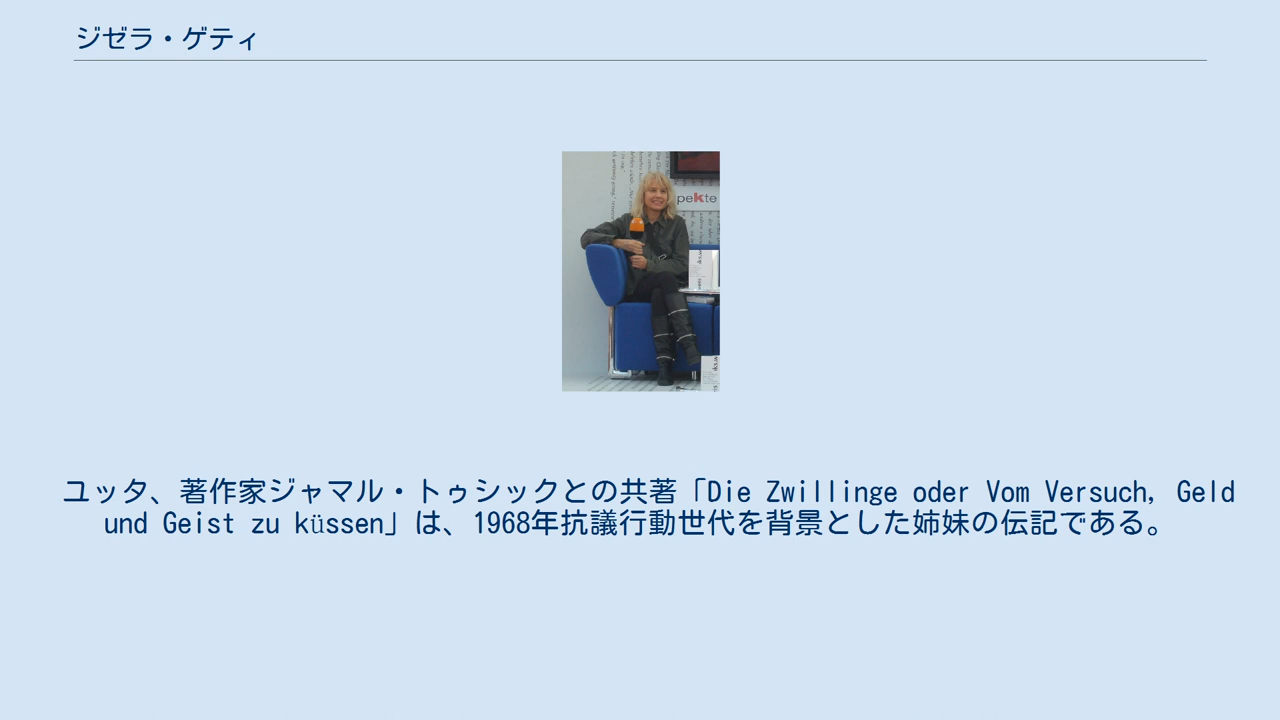 ジゼラ・ゲティ
pekte
ユッタ、著作家ジャマル・トゥシックとの共著「Die Zwillinge oder Vom Versuch, Geld
und Geist zu küssen」は、1968年抗議行動世代を背景とした姉妹の伝記である。